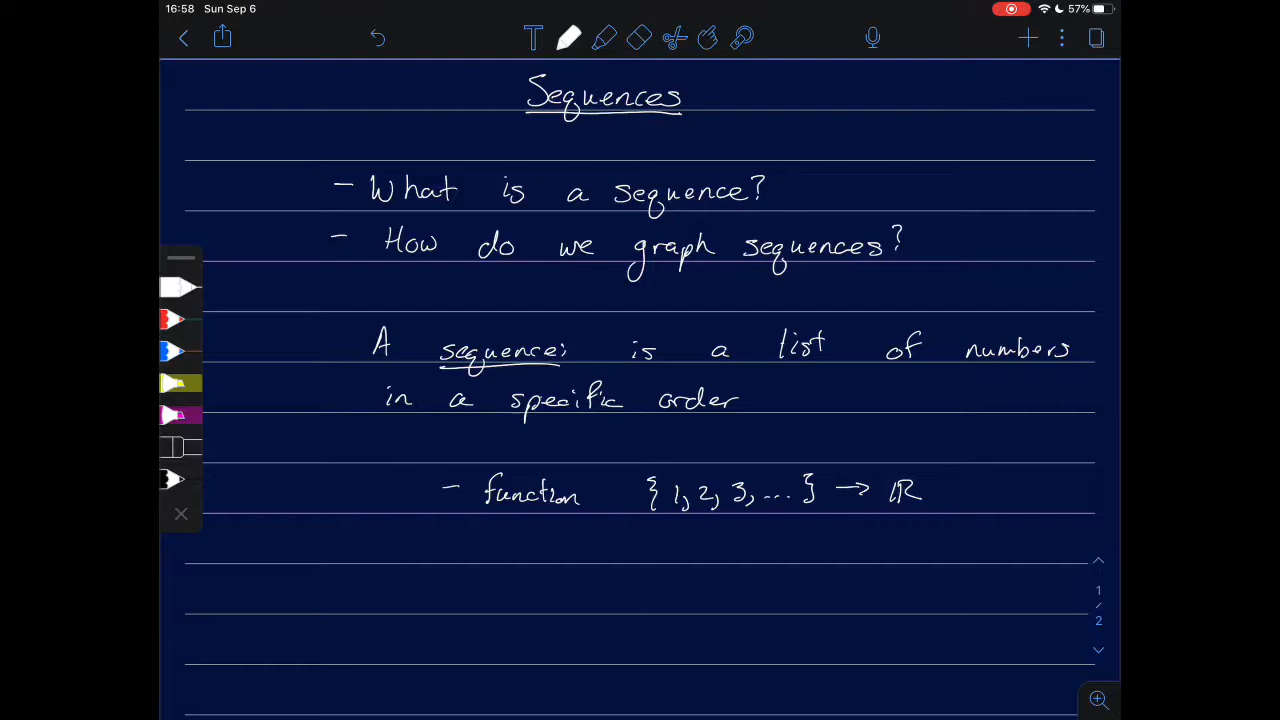 16:58 Sun Sep 6 57%
T
Sequences
- What is a sequence?
- How do we graph sequences?
A sequence: is a list of numbers
in a specific order
- function {1, 2, 3, ...} → ℝ
1
/
2